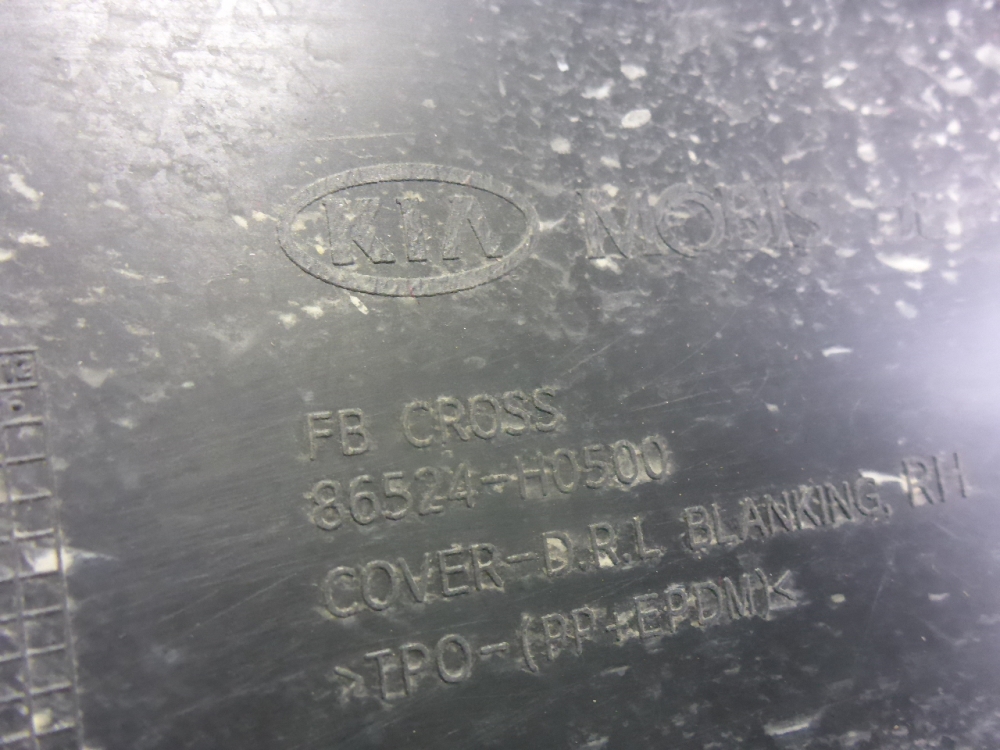 KIA MOBIS
FB CROSS
86524-H0500
COVER-D.R.L BLANKING, RH
>TPO-(PP+EPDM)<